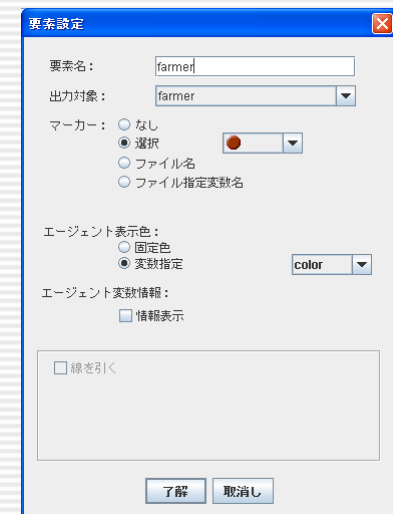 要素設定
要素名： farmer
出力対象： farmer
マーカー： なし
選択
ファイル名
ファイル指定変数名
エージェント表示色：
固定色
変数指定 color
エージェント変数情報：
情報表示
線を引く
了解 取消し